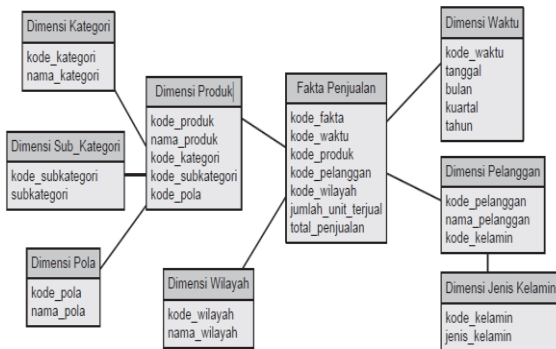 Dimensi Kategori
kode_kategori
nama_kategori
Dimensi Sub_Kategori
kode_subkategori
subkategori
Dimensi Pola
kode_pola
nama_pola
Dimensi Produk
kode_produk
nama_produk
kode_kategori
kode_subkategori
kode_pola
Dimensi Wilayah
kode_wilayah
nama_wilayah
Fakta Penjualan
kode_fakta
kode_waktu
kode_produk
kode_pelanggan
kode_wilayah
jumlah_unit_terjual
total_penjualan
Dimensi Waktu
kode_waktu
tanggal
bulan
kuartal
tahun
Dimensi Pelanggan
kode_pelanggan
nama_pelanggan
kode_kelamin
Dimensi Jenis Kelamin
kode_kelamin
jenis_kelamin